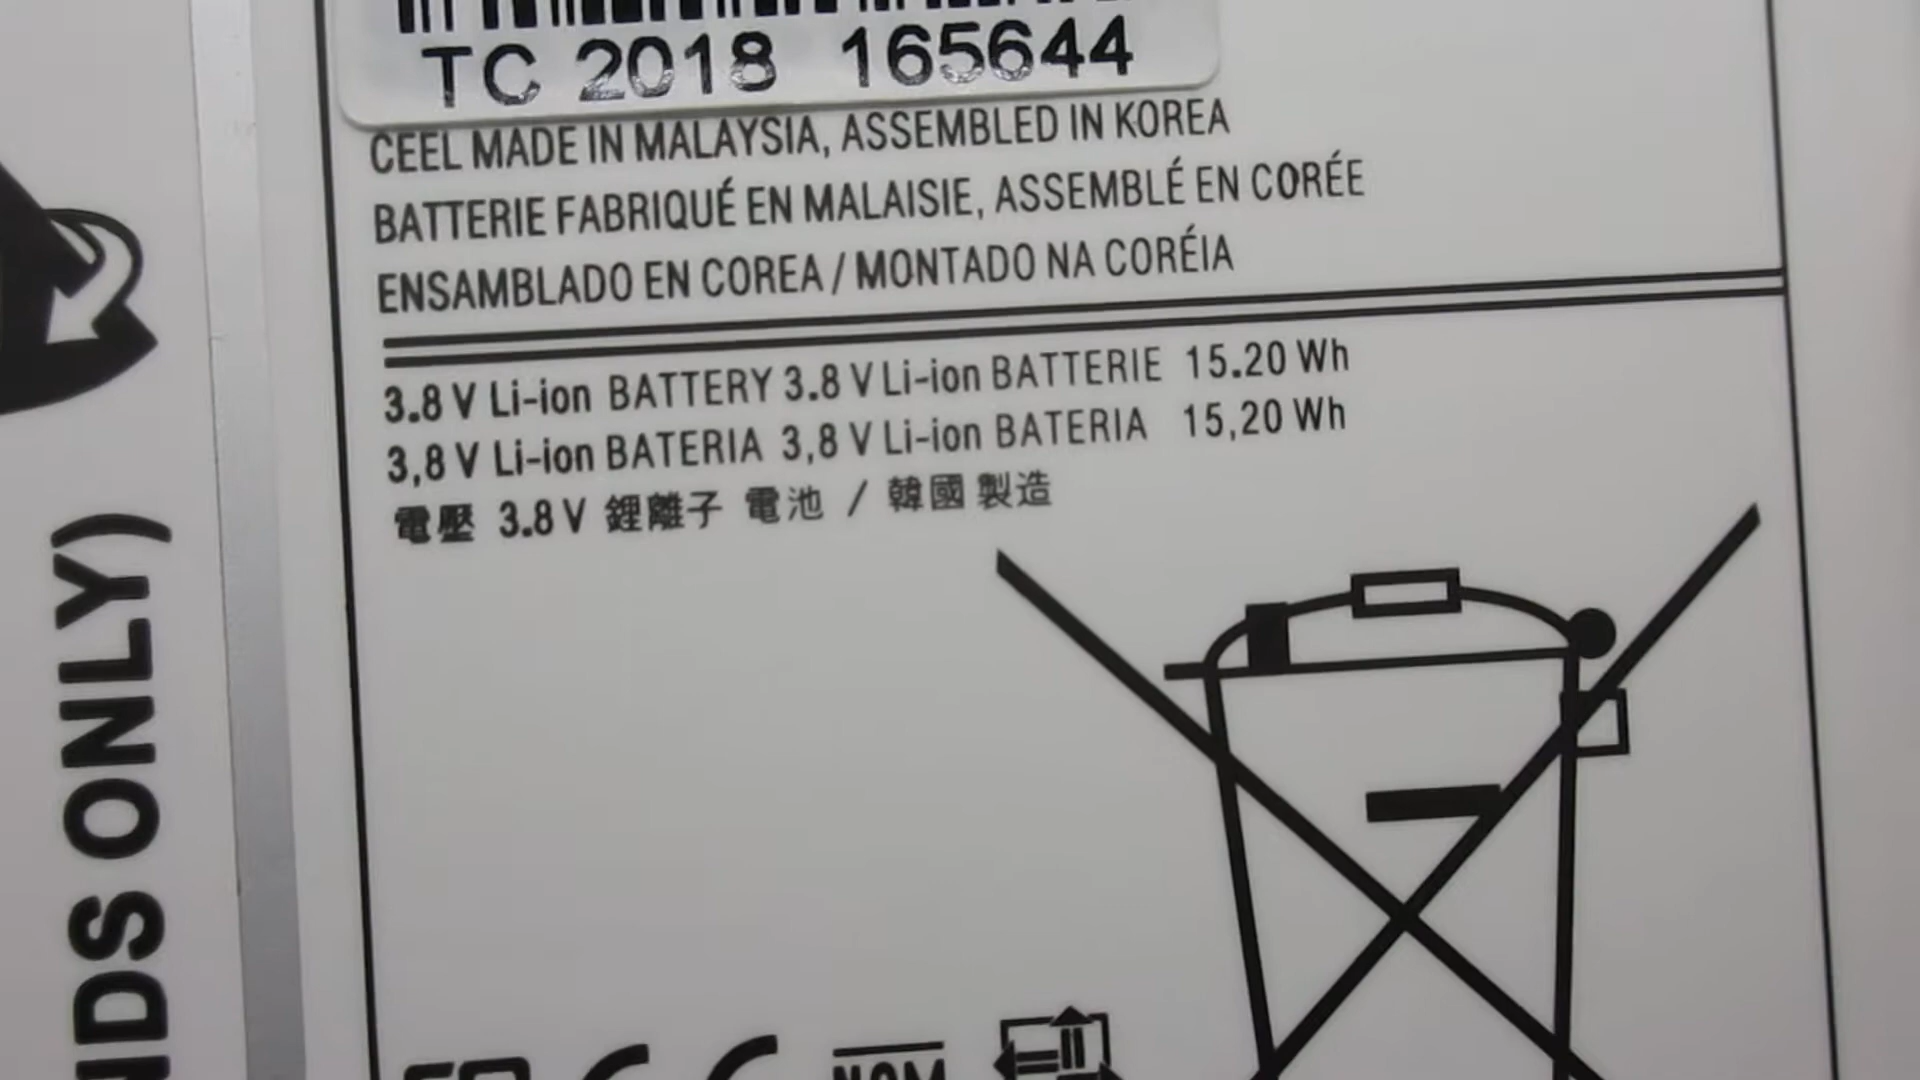 TC 2018 165644
CEEL MADE IN MALAYSIA, ASSEMBLED IN KOREA
BATTERIE FABRIQUÉ EN MALAISIE, ASSEMBLÉ EN CORÉE
ENSAMBLADO EN COREA / MONTADO NA CORÉIA
3.8 V Li-ion BATTERY 3.8 V Li-ion BATTERIE 15.20 Wh
3,8 V Li-ion BATERIA 3,8 V Li-ion BATERIA 15,20 Wh
電壓 3.8 V 鋰離子 電池 / 韓國 製造
NDS ONLY)
NOM